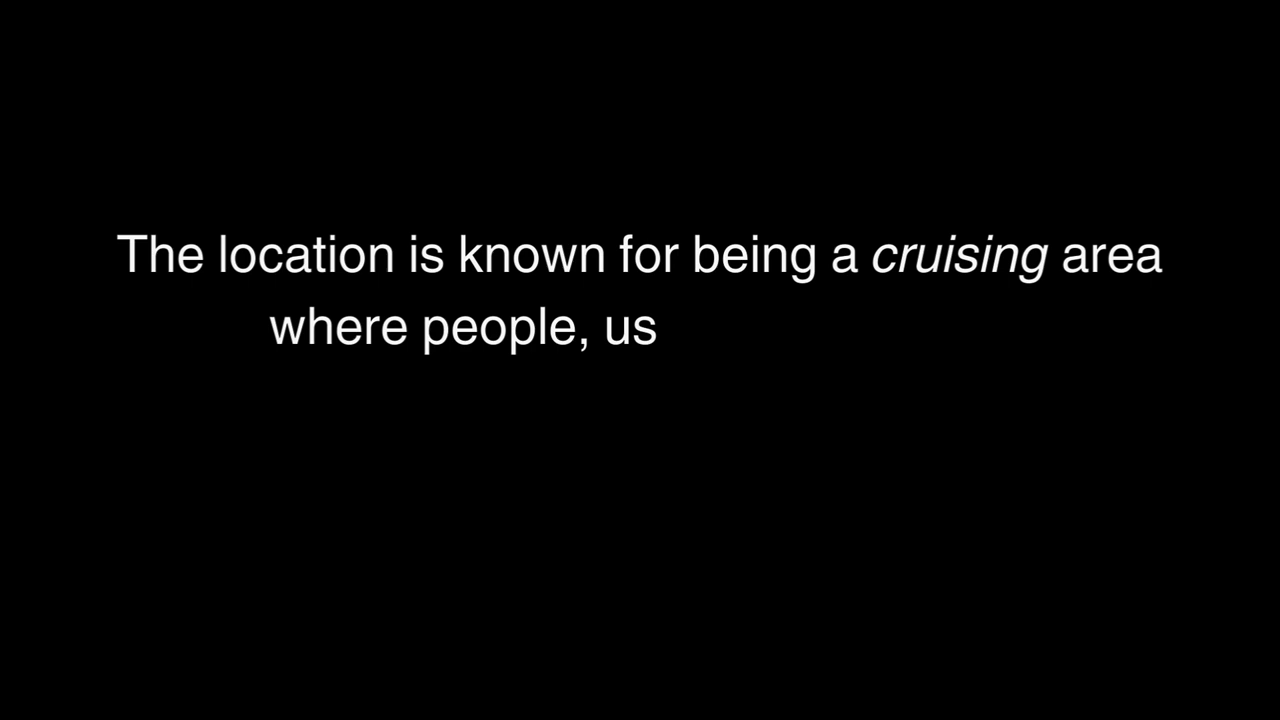 The location is known for being a cruising area
where people, us